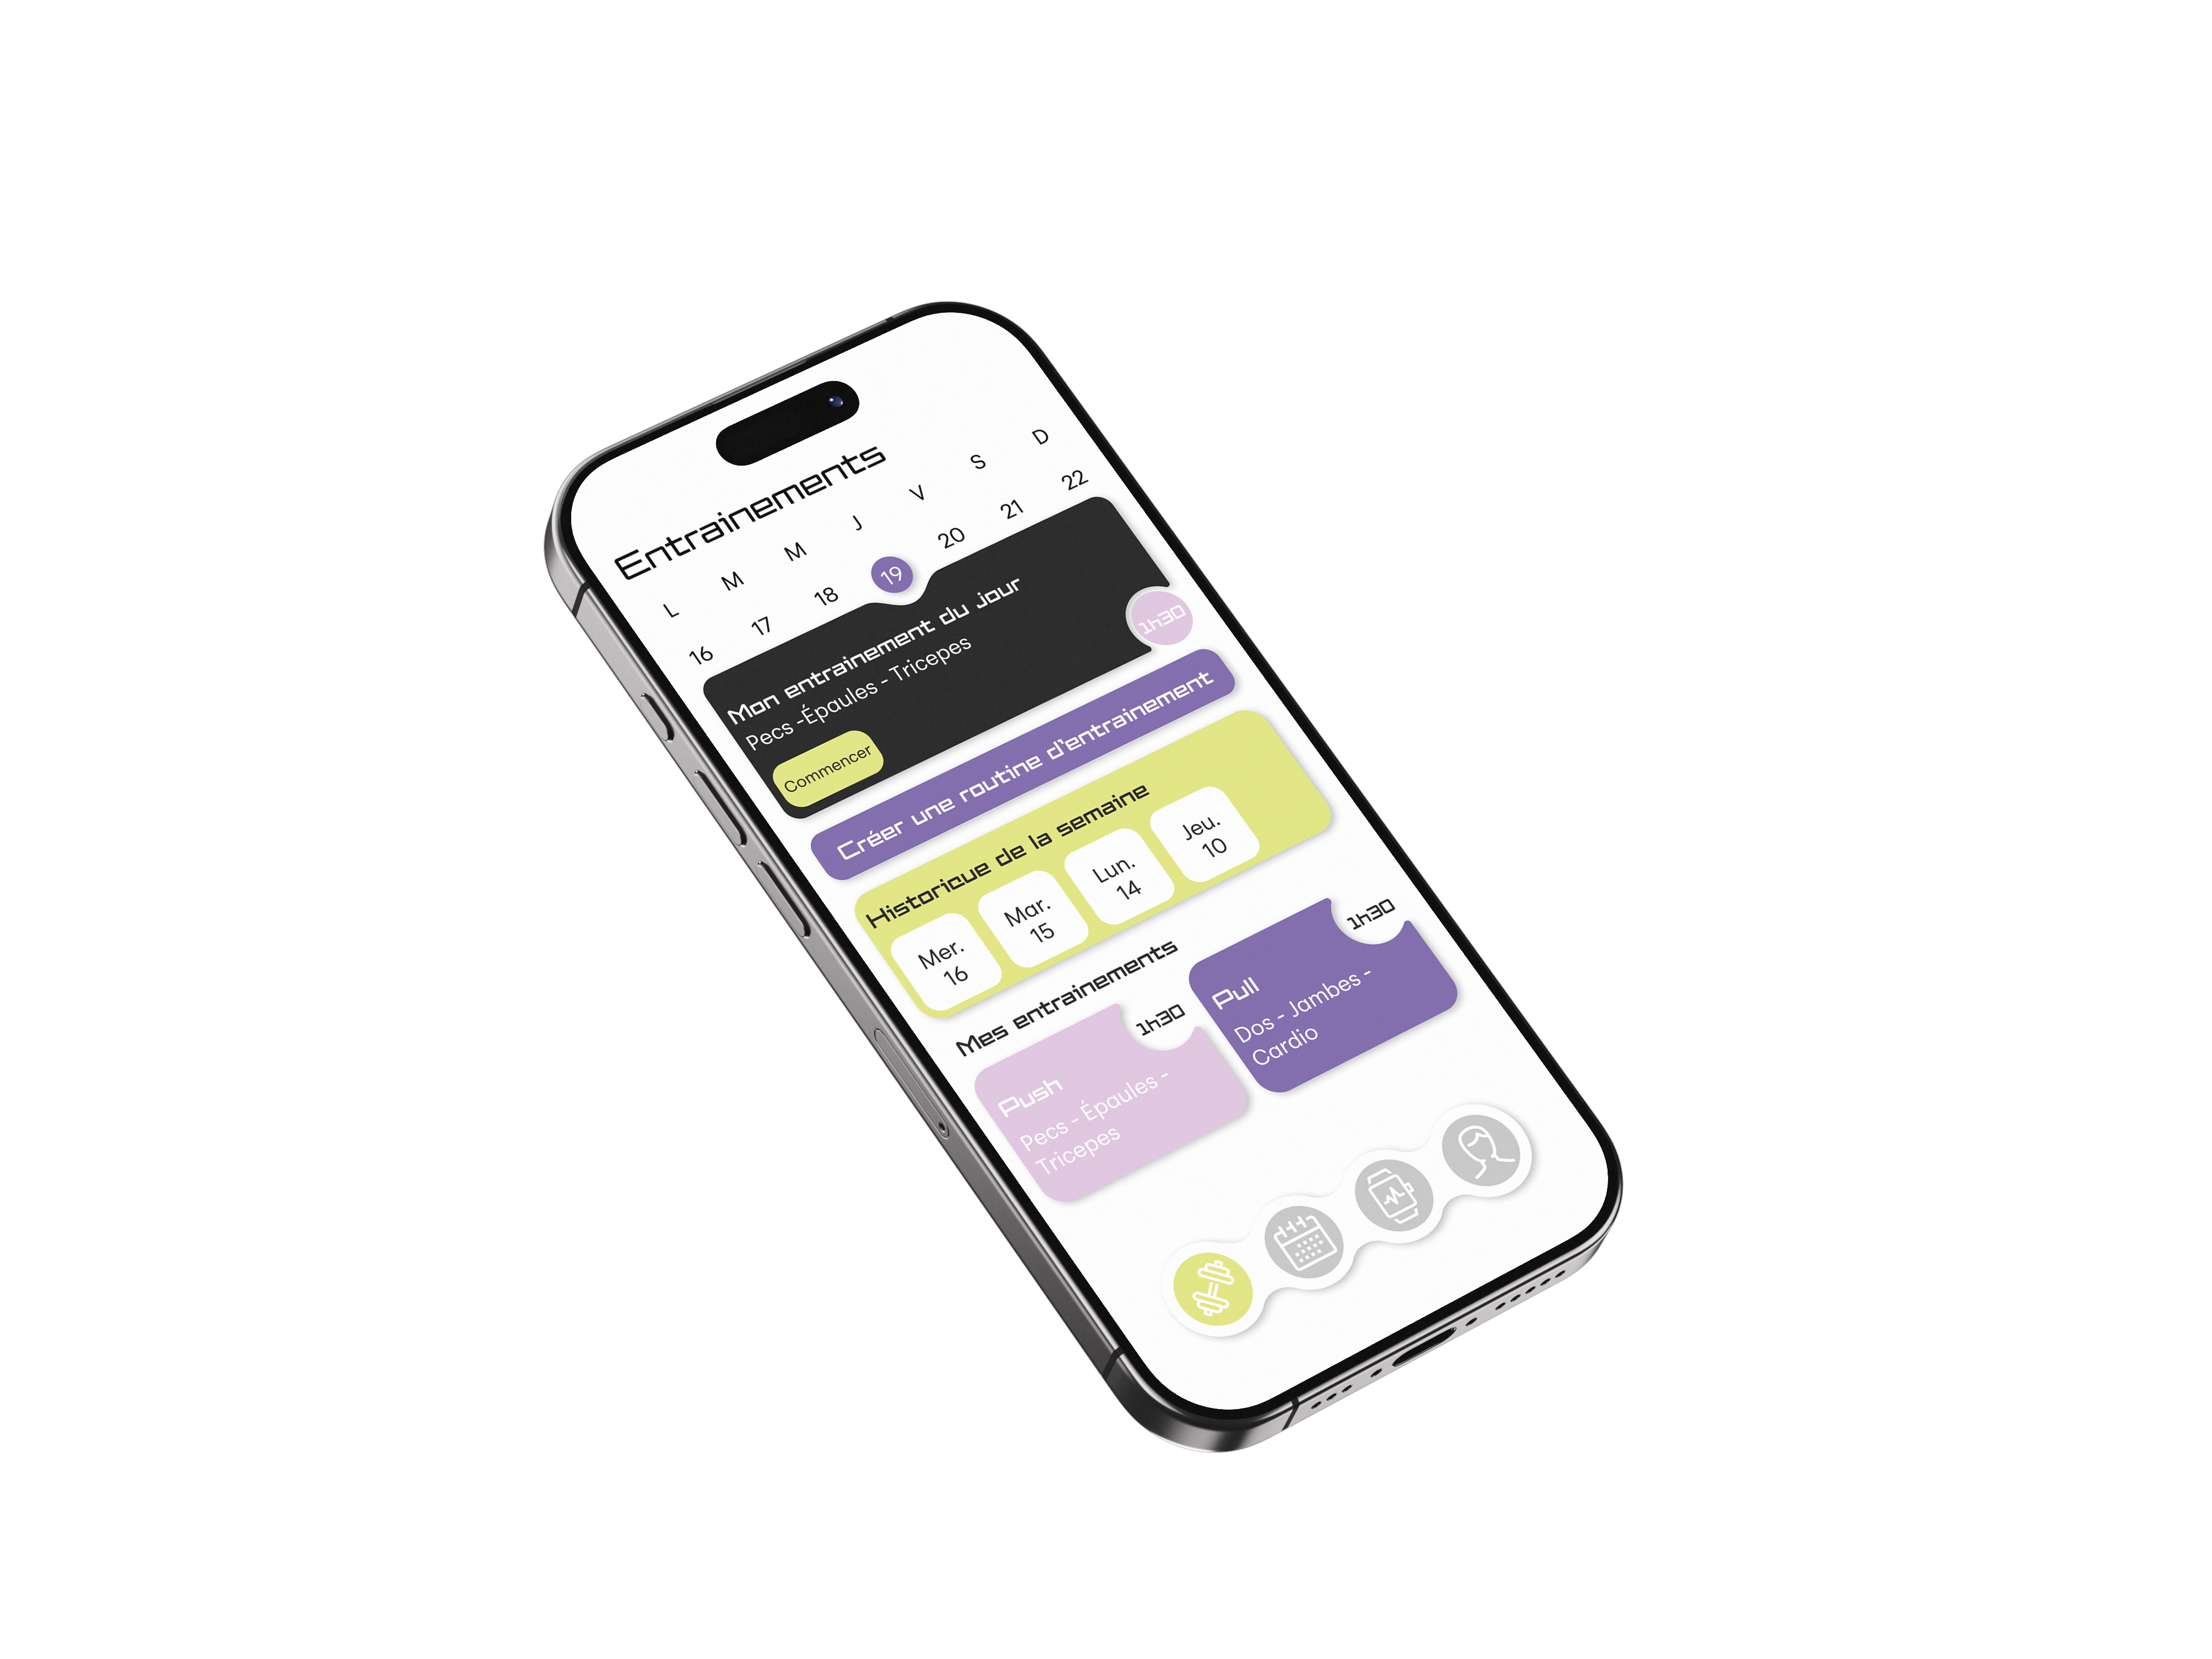 Entrainements
L M M J V S D
16 17 18 19 20 21 22
Mon entrainement du jour
Pecs -Épaules - Tricepes
1h30
Commencer
Créer une routine d'entrainement
Historique de la semaine
Mer. Mar. Lun. Jeu.
16 15 14 10
Mes entrainements
1h30
Push
Pecs - Épaules -
Tricepes
1h30
Pull
Dos - Jambes -
Cardio